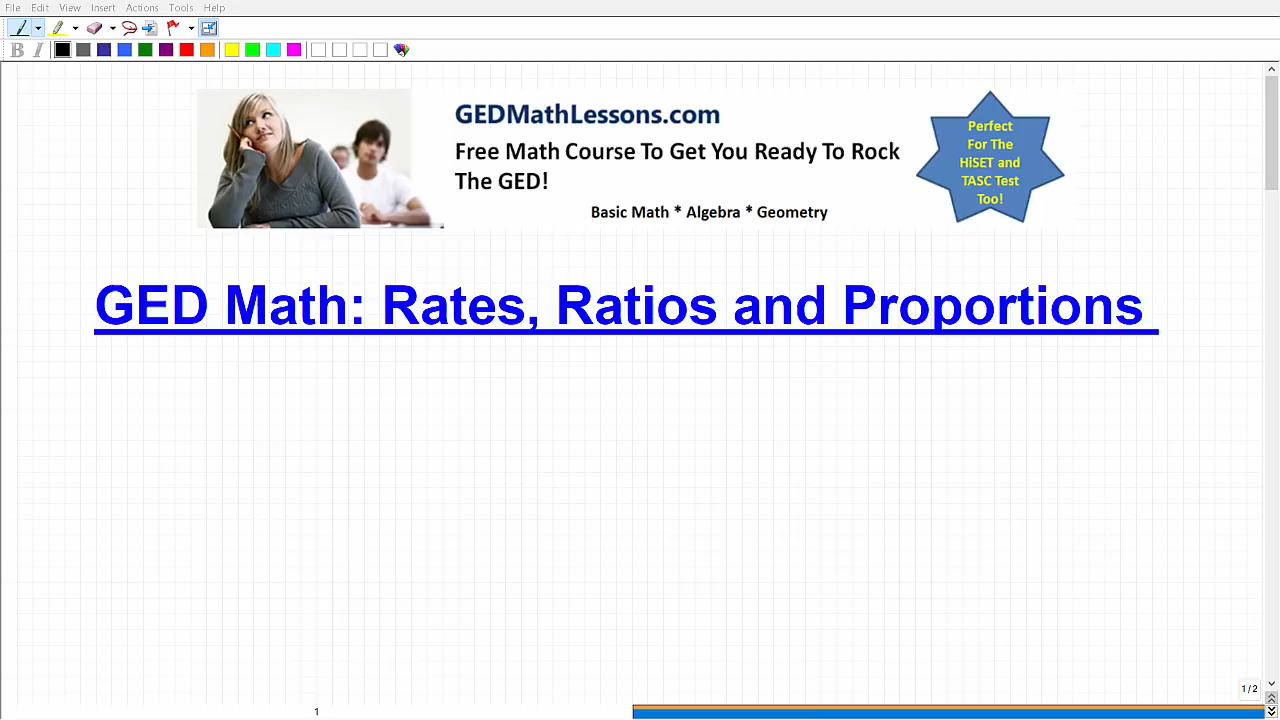 File Edit View Insert Actions Tools Help
B I
GEDMathLessons.com
Free Math Course To Get You Ready To Rock
The GED!
Basic Math * Algebra * Geometry
Perfect
For The
HiSET and
TASC Test
Too!
GED Math: Rates, Ratios and Proportions
1/2
1